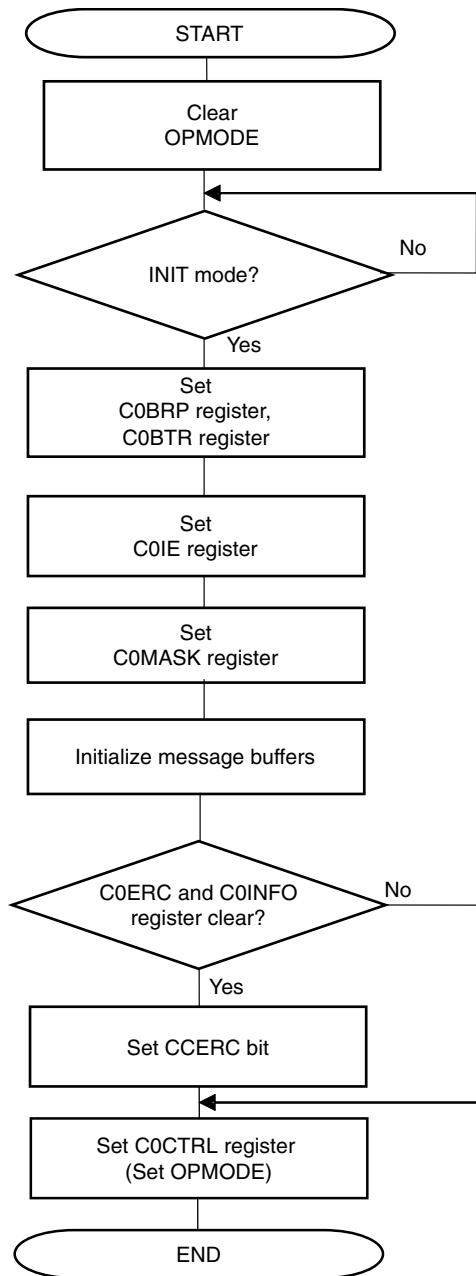 START
Clear
OPMODE
INIT mode?
No
Yes
Set
C0BRP register,
C0BTR register
Set
C0IE register
Set
C0MASK register
Initialize message buffers
C0ERC and C0INFO
register clear?
No
Yes
Set CCERC bit
Set C0CTRL register
(Set OPMODE)
END